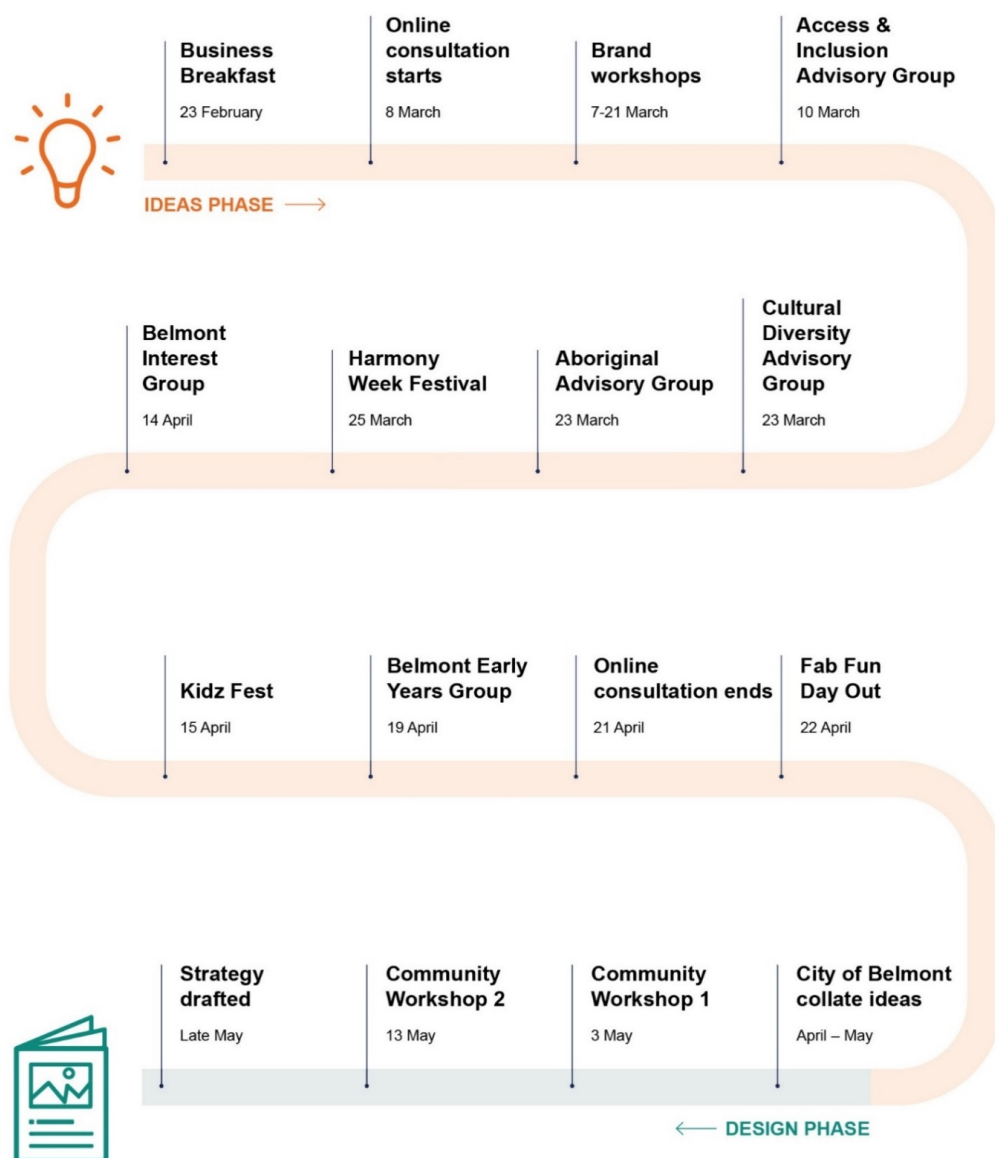 Business
Breakfast
23 February
Online
consultation
starts
8 March
Brand
workshops
7-21 March
Access &
Inclusion
Advisory Group
10 March
IDEAS PHASE
Belmont
Interest
Group
14 April
Harmony
Week Festival
25 March
Aboriginal
Advisory Group
23 March
Cultural
Diversity
Advisory
Group
23 March
Kidz Fest
15 April
Belmont Early
Years Group
19 April
Online
consultation ends
21 April
Fab Fun
Day Out
22 April
Strategy
drafted
Late May
Community
Workshop 2
13 May
Community
Workshop 1
3 May
City of Belmont
collate ideas
April – May
DESIGN PHASE